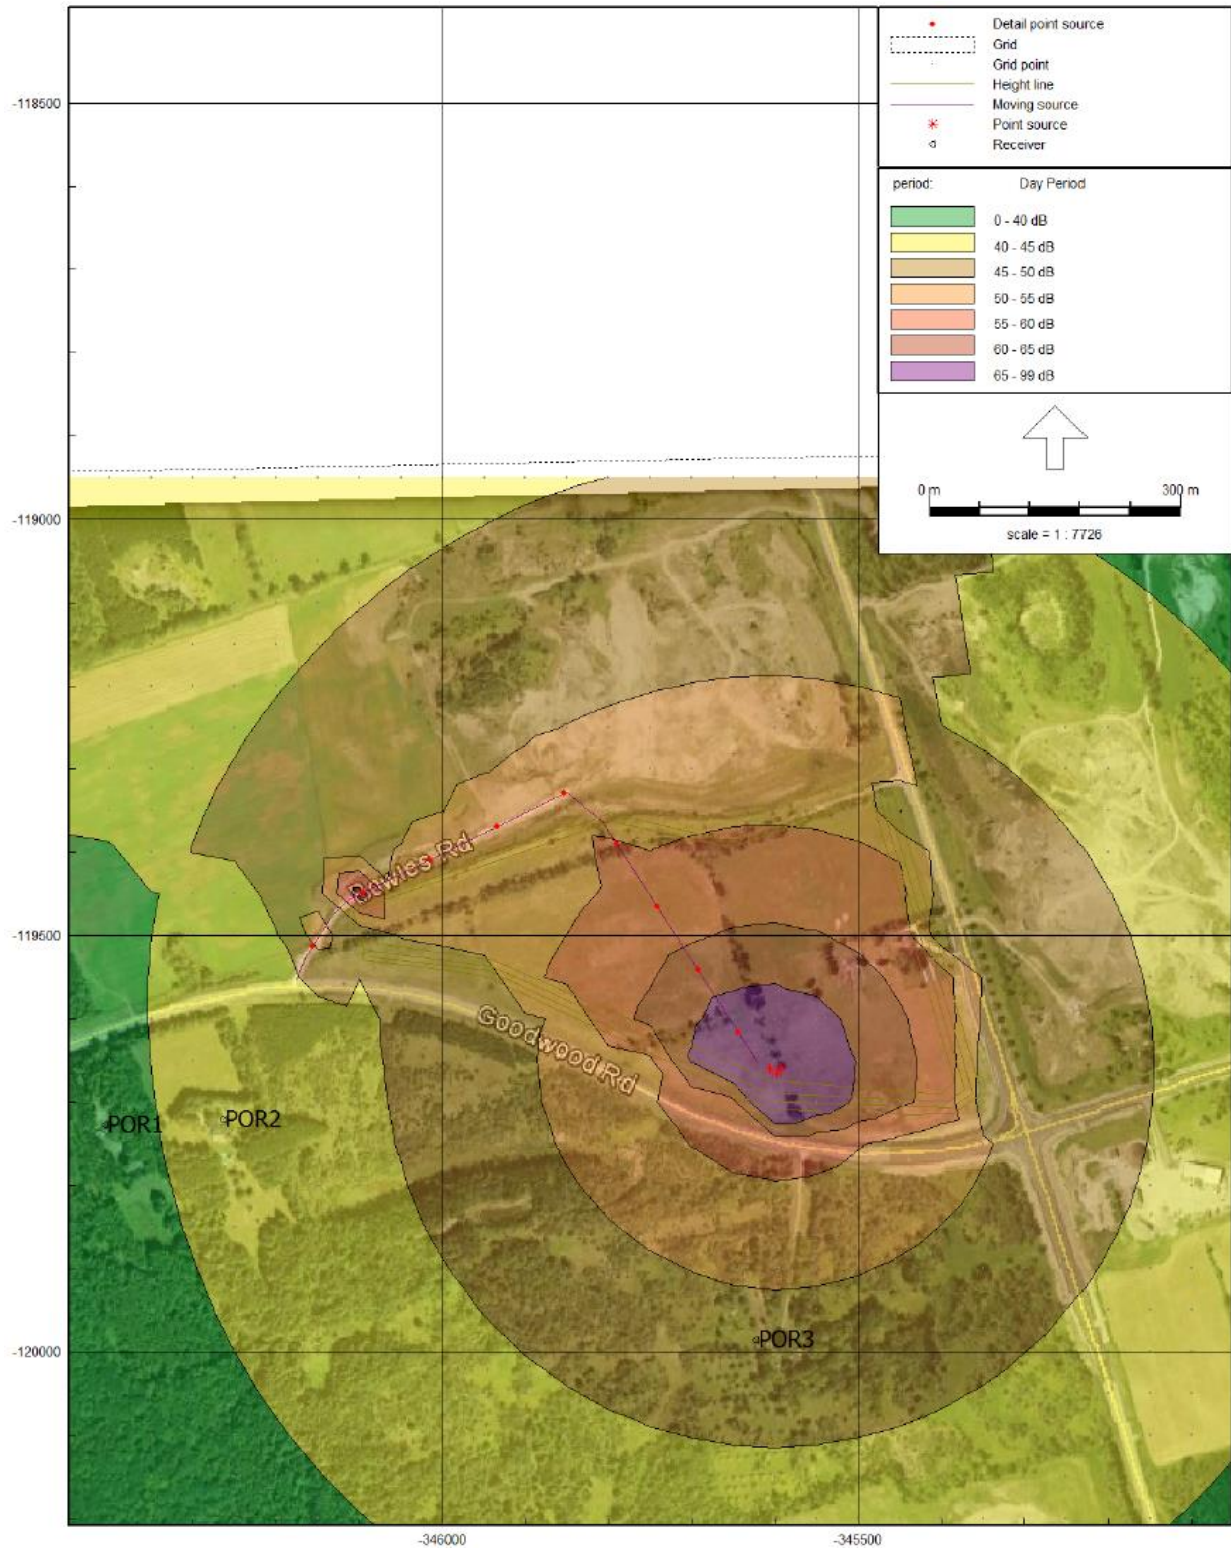 Detail point source
Grid
Grid point
Height line
Moving source
Point source
Receiver
period: Day Period
0 - 40 dB
40 - 45 dB
45 - 50 dB
50 - 55 dB
55 - 60 dB
60 - 65 dB
65 - 99 dB
0 m 300 m
scale = 1 : 7726
-118500
-119000
Bowles Rd
-119500
Goodwood Rd
POR1
POR2
POR3
-120000
-346000 -345500